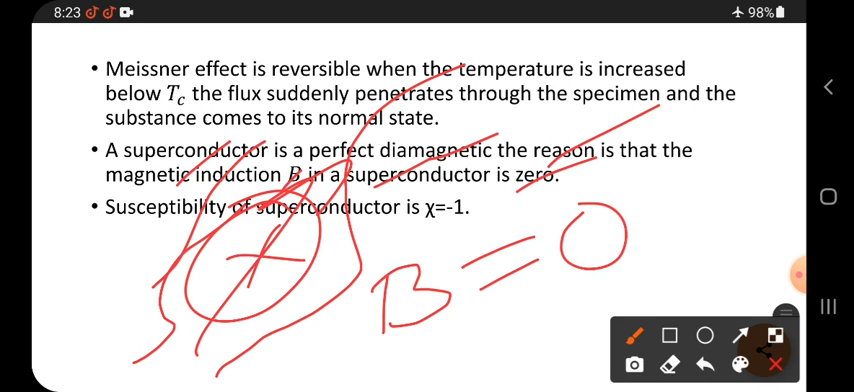 8:23
98%
• Meissner effect is reversible when the temperature is increased
below T_c the flux suddenly penetrates through the specimen and the
substance comes to its normal state.
• A superconductor is a perfect diamagnetic the reason is that the
magnetic induction B in a superconductor is zero.
• Susceptibility of superconductor is χ=-1.
B = 0